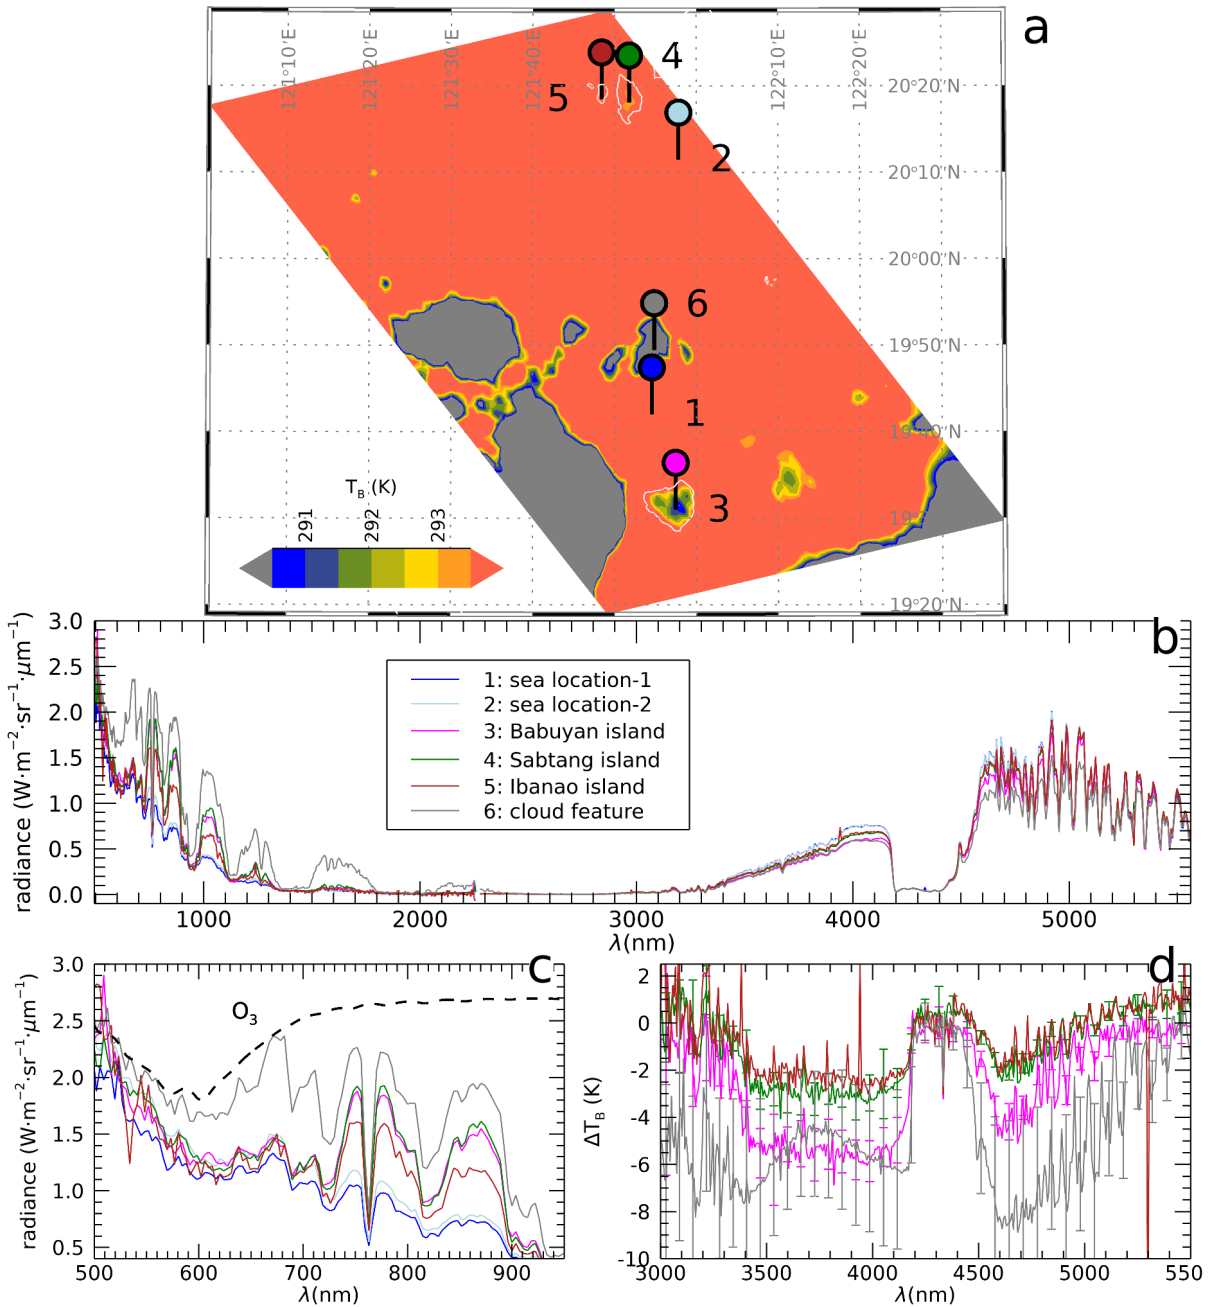 a
121°10′E
121°20′E
121°30′E
121°40′E
122°10′E
122°20′E
20°20′N
20°10′N
20°00′N
19°50′N
19°40′N
19°20′N
4
5
2
6
1
3
T_B (K)
291
292
293
b
radiance (W·m⁻²·sr⁻¹·μm⁻¹)
3.0
2.5
2.0
1.5
1.0
0.5
0.0
1: sea location-1
2: sea location-2
3: Babuyan island
4: Sabtang island
5: Ibanao island
6: cloud feature
1000
2000
3000
4000
5000
λ(nm)
c
radiance (W·m⁻²·sr⁻¹·μm⁻¹)
3.0
2.5
2.0
1.5
1.0
0.5
O₃
500
600
700
800
900
λ(nm)
d
ΔT_B (K)
2
0
-2
-4
-6
-8
-10
3000
3500
4000
4500
5000
550
λ(nm)